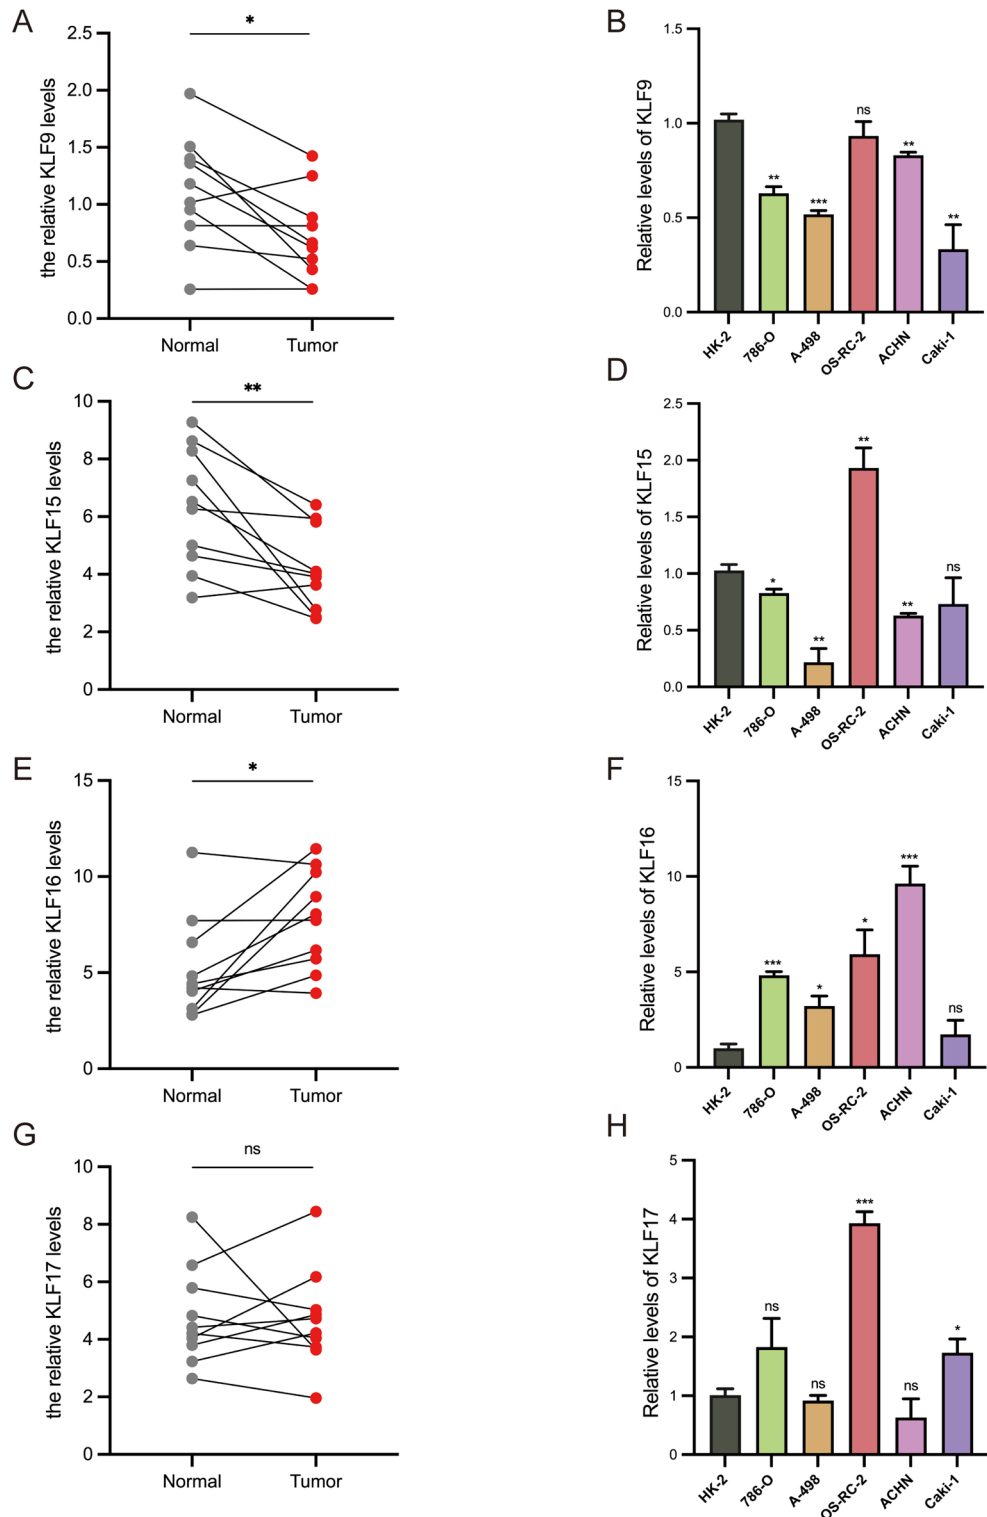 A
the relative KLF9 levels
2.5
2.0
1.5
1.0
0.5
0.0
*
Normal Tumor
B
Relative levels of KLF9
1.5
1.0
0.5
0.0
** *** ns ** **
HK-2 786-O A-498 OS-RC-2 ACHN Caki-1
C
the relative KLF15 levels
10
8
6
4
2
0
**
Normal Tumor
D
Relative levels of KLF15
2.5
2.0
1.5
1.0
0.5
0.0
* ** ** ** ns
HK-2 786-O A-498 OS-RC-2 ACHN Caki-1
E
the relative KLF16 levels
15
10
5
0
*
Normal Tumor
F
Relative levels of KLF16
15
10
5
0
*** * * *** ns
HK-2 786-O A-498 OS-RC-2 ACHN Caki-1
G
the relative KLF17 levels
10
8
6
4
2
0
ns
Normal Tumor
H
Relative levels of KLF17
5
4
3
2
1
0
ns ns *** ns *
HK-2 786-O A-498 OS-RC-2 ACHN Caki-1